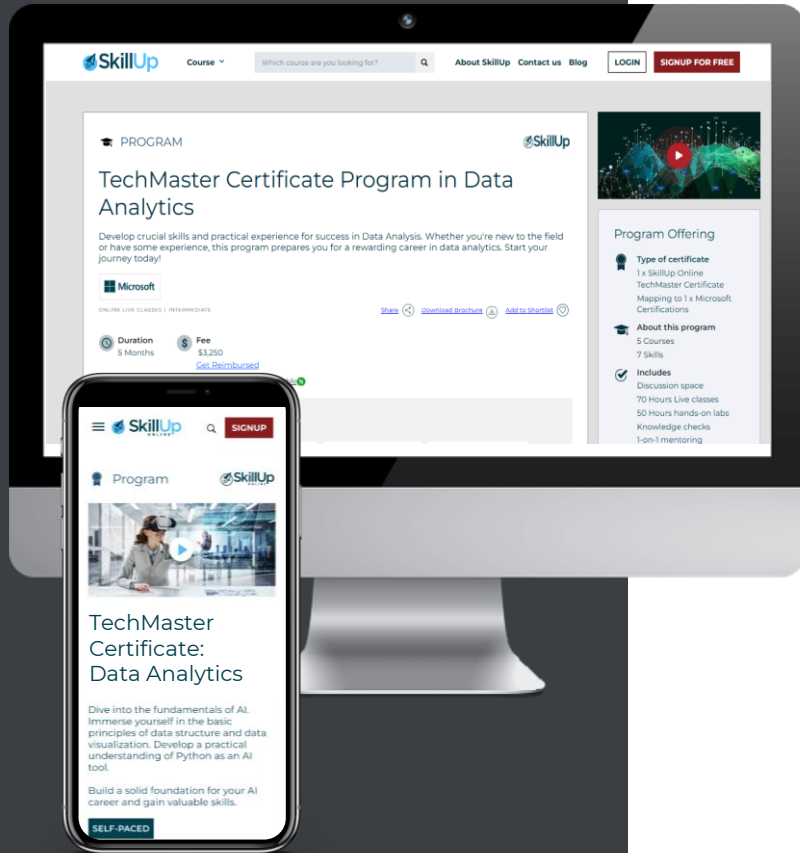 SkillUp
Course
Which course are you looking for?
About SkillUp Contact us Blog
LOGIN
SIGNUP FOR FREE
PROGRAM
SkillUp
TechMaster Certificate Program in Data
Analytics
Develop crucial skills and practical experience for success in Data Analysis. Whether you're new to the field
or have some experience, this program prepares you for a rewarding career in data analytics. Start your
journey today!
Microsoft
ONLINE LIVE CLASSES | INTERMEDIATE
Share
Download Brochure
Add to Shortlist
Duration
5 Months
Fee
$3,250
Get Reimbursed
Program Offering
Type of certificate
1 x SkillUp Online
TechMaster Certificate
Mapping to 1 x Microsoft
Certifications
About this program
5 Courses
7 Skills
Includes
Discussion space
70 Hours Live classes
50 Hours hands-on labs
Knowledge checks
1-on-1 mentoring
SkillUp
ONLINE
SIGNUP
Program
SkillUp
ONLINE
TechMaster
Certificate:
Data Analytics
Dive into the fundamentals of AI.
Immerse yourself in the basic
principles of data structure and data
visualization. Develop a practical
understanding of Python as an AI
tool.
Build a solid foundation for your AI
career and gain valuable skills.
SELF-PACED